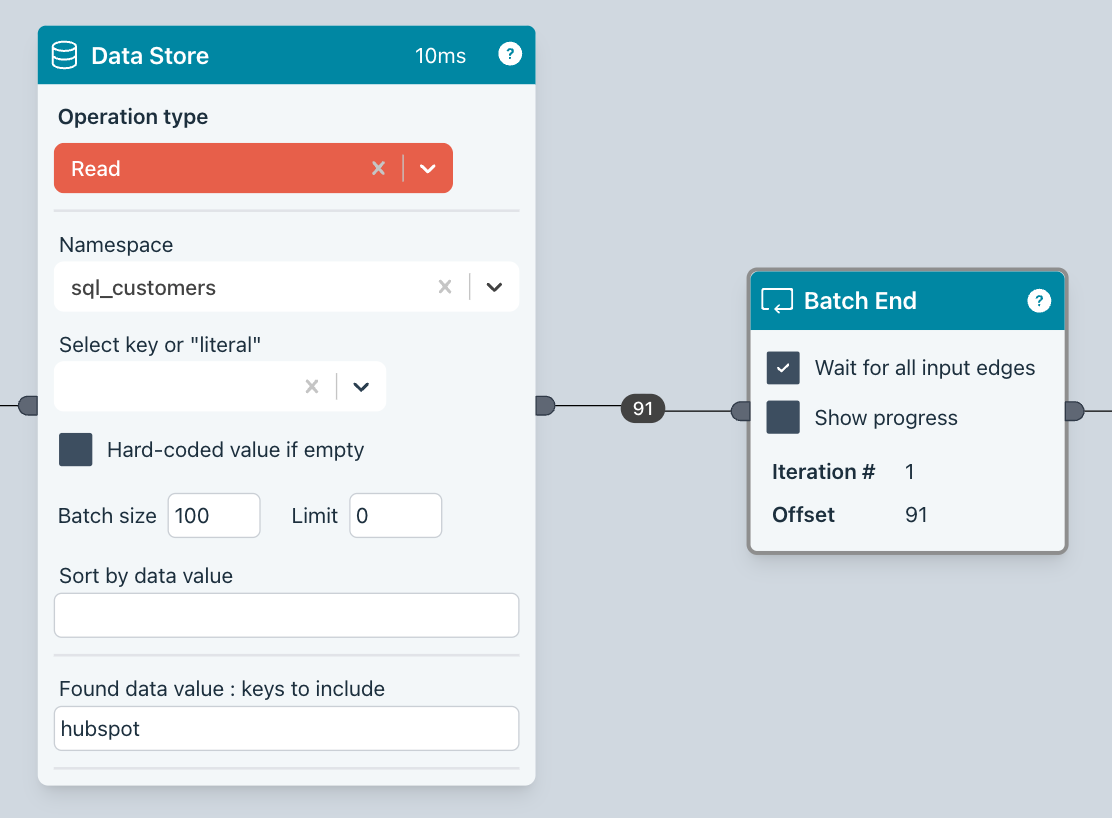 Data Store 10ms ?
Operation type
Read
Namespace
sql_customers
Select key or "literal"
Hard-coded value if empty
Batch size 100 Limit 0
Sort by data value
Found data value : keys to include
hubspot
91
Batch End ?
Wait for all input edges
Show progress
Iteration # 1
Offset 91